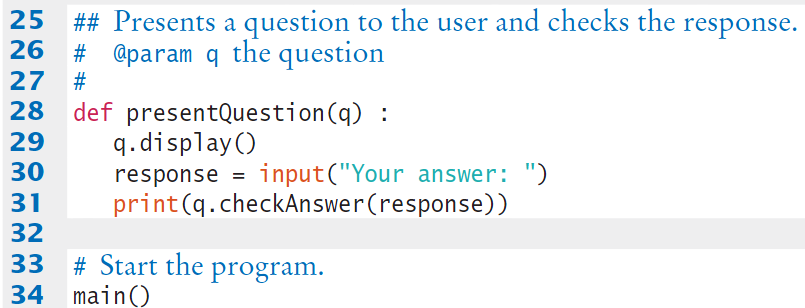 25 ## Presents a question to the user and checks the response.
26 # @param q the question
27 #
28 def presentQuestion(q) :
29 q.display()
30 response = input("Your answer: ")
31 print(q.checkAnswer(response))
32
33 # Start the program.
34 main()